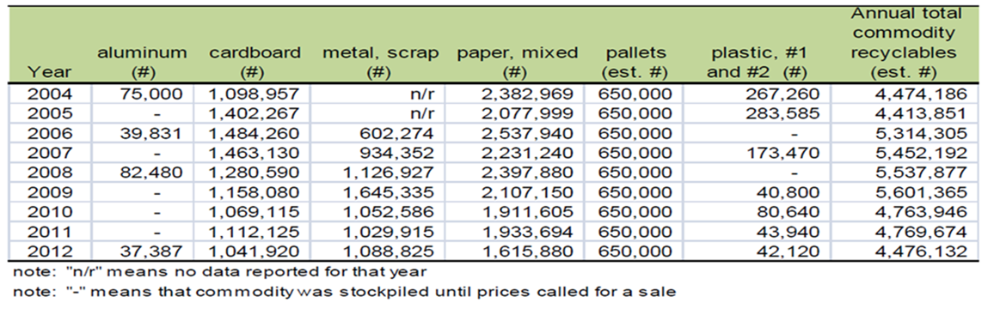 Annual total
aluminum cardboard metal, scrap paper, mixed pallets plastic, #1 commodity recyclables
Year (#) (#) (#) (#) (est. #) and #2 (#) (est. #)
2004 75,000 1,098,957 n/r 2,382,969 650,000 267,260 4,474,186
2005 - 1,402,267 n/r 2,077,999 650,000 283,585 4,413,851
2006 39,831 1,484,260 602,274 2,537,940 650,000 - 5,314,305
2007 - 1,463,130 934,352 2,231,240 650,000 173,470 5,452,192
2008 82,480 1,280,590 1,126,927 2,397,880 650,000 - 5,537,877
2009 - 1,158,080 1,645,335 2,107,150 650,000 40,800 5,601,365
2010 - 1,069,115 1,052,586 1,911,605 650,000 80,640 4,763,946
2011 - 1,112,125 1,029,915 1,933,694 650,000 43,940 4,769,674
2012 37,387 1,041,920 1,088,825 1,615,880 650,000 42,120 4,476,132
note: "n/r" means no data reported for that year
note: "-" means that commodity was stockpiled until prices called for a sale